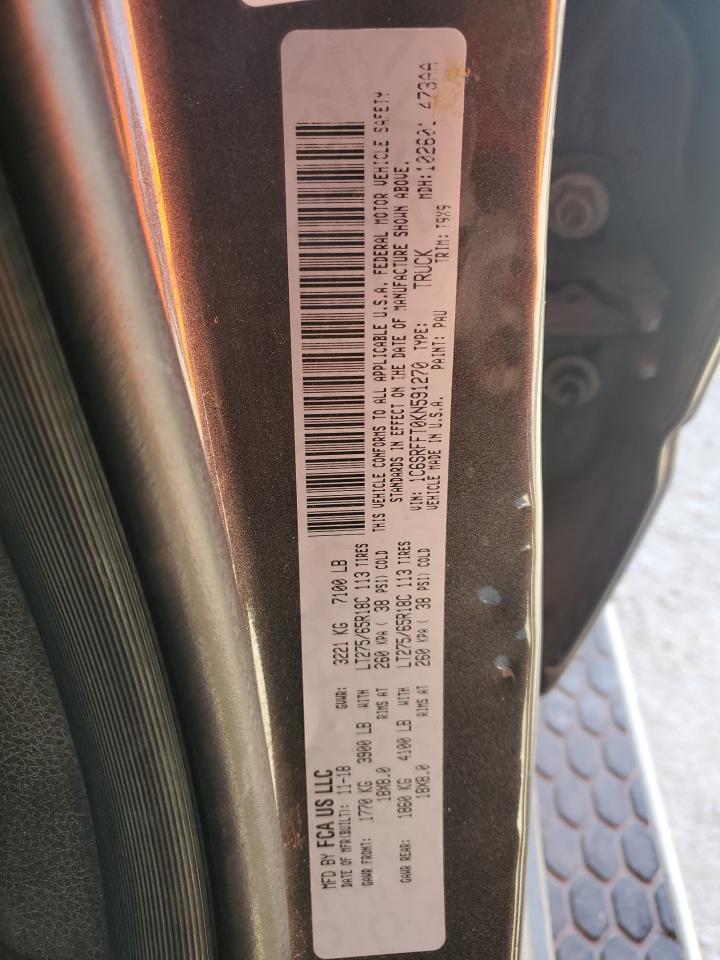 MFD BY FCA US LLC
DATE OF MFR(BUILT): 11-18 GVWR: 3221 KG 7100 LB
GAWR FRONT: 1770 KG 3900 LB WITH LT275/65R18C 113 TIRES
18X8.0 RIMS AT 260 KPA ( 38 PSI) COLD
GAWR REAR: 1860 KG 4100 LB WITH LT275/65R18C 113 TIRES
18X8.0 RIMS AT 260 KPA ( 38 PSI) COLD
THIS VEHICLE CONFORMS TO ALL APPLICABLE U.S.A. FEDERAL MOTOR VEHICLE SAFETY
STANDARDS IN EFFECT ON THE DATE OF MANUFACTURE SHOWN ABOVE.
VIN: 1C6SRFFT0KN591270 TYPE: TRUCK MDH: 102601 473AA
VEHICLE MADE IN U.S.A. PAINT: PAU TRIM: T9X9